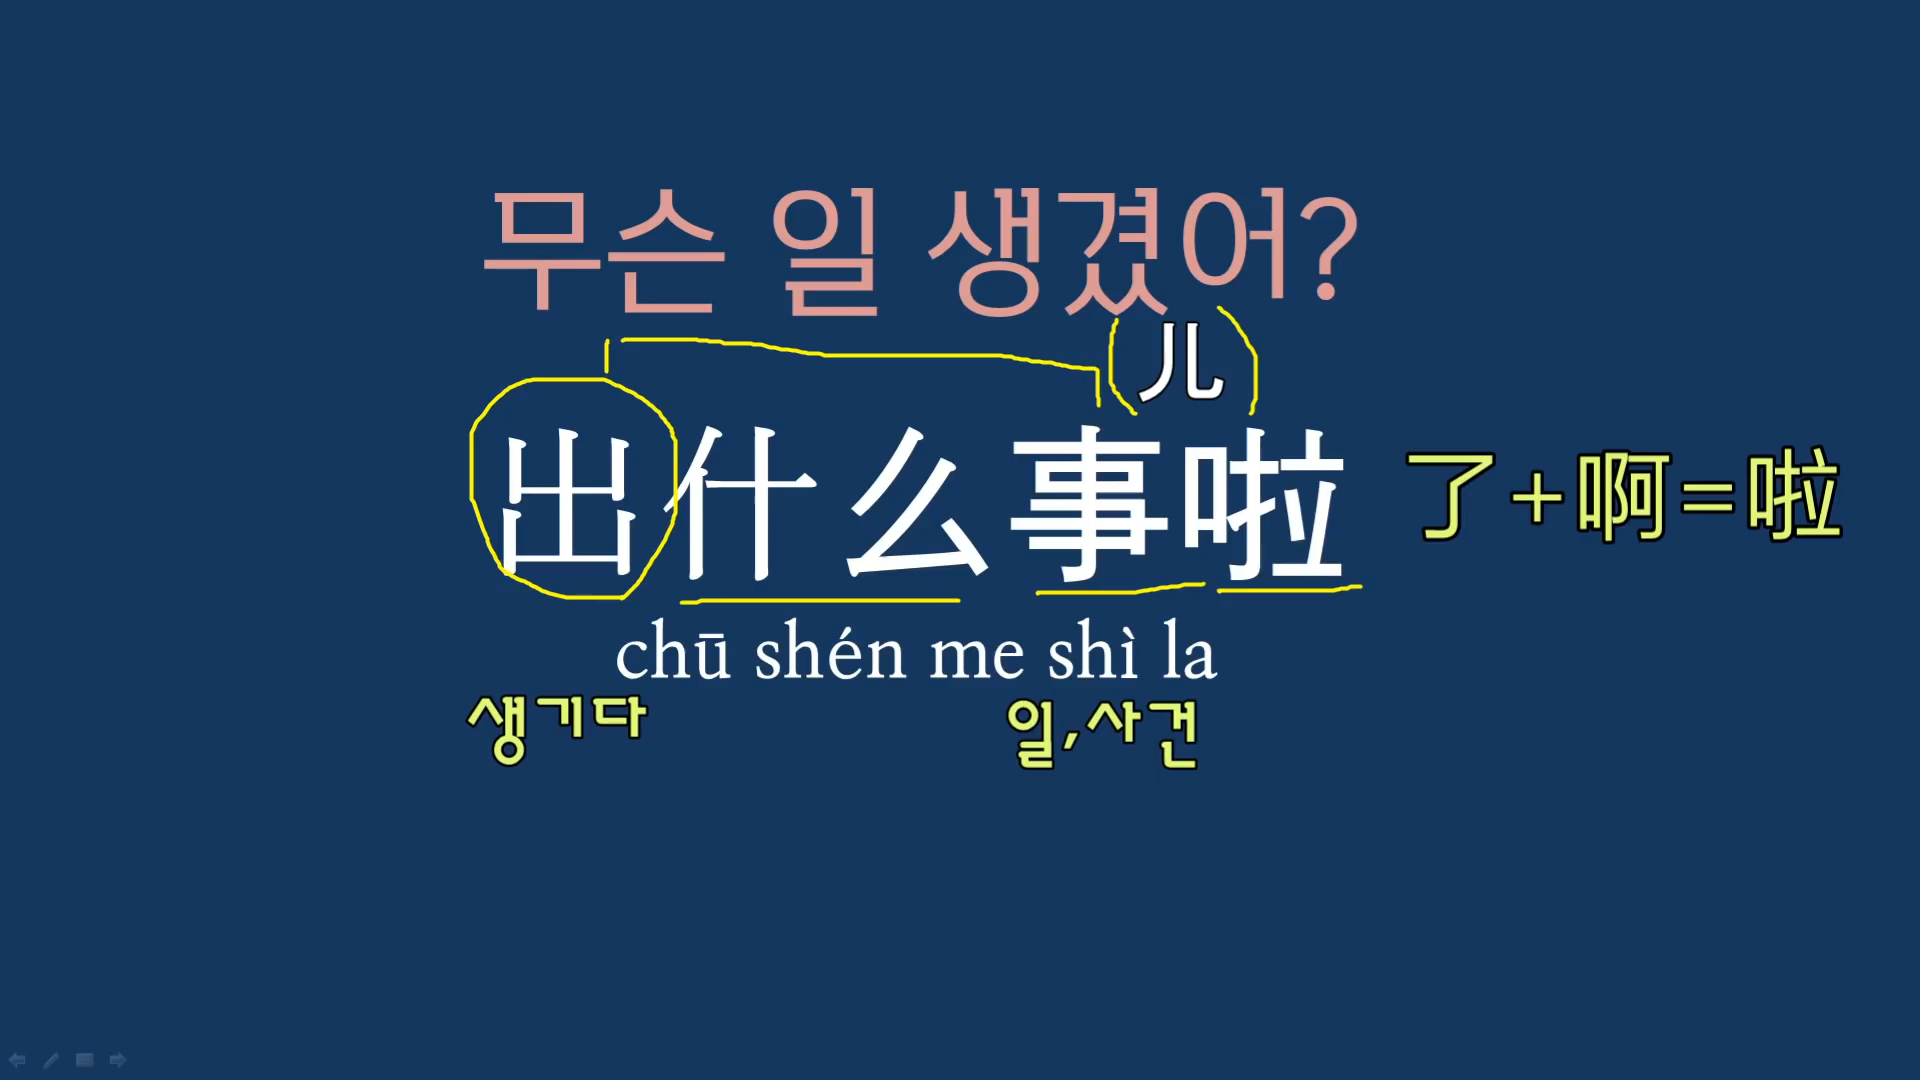 무슨 일 생겼어?
儿
出什么事啦
了+啊=啦
chū shén me shì la
생기다
일,사건